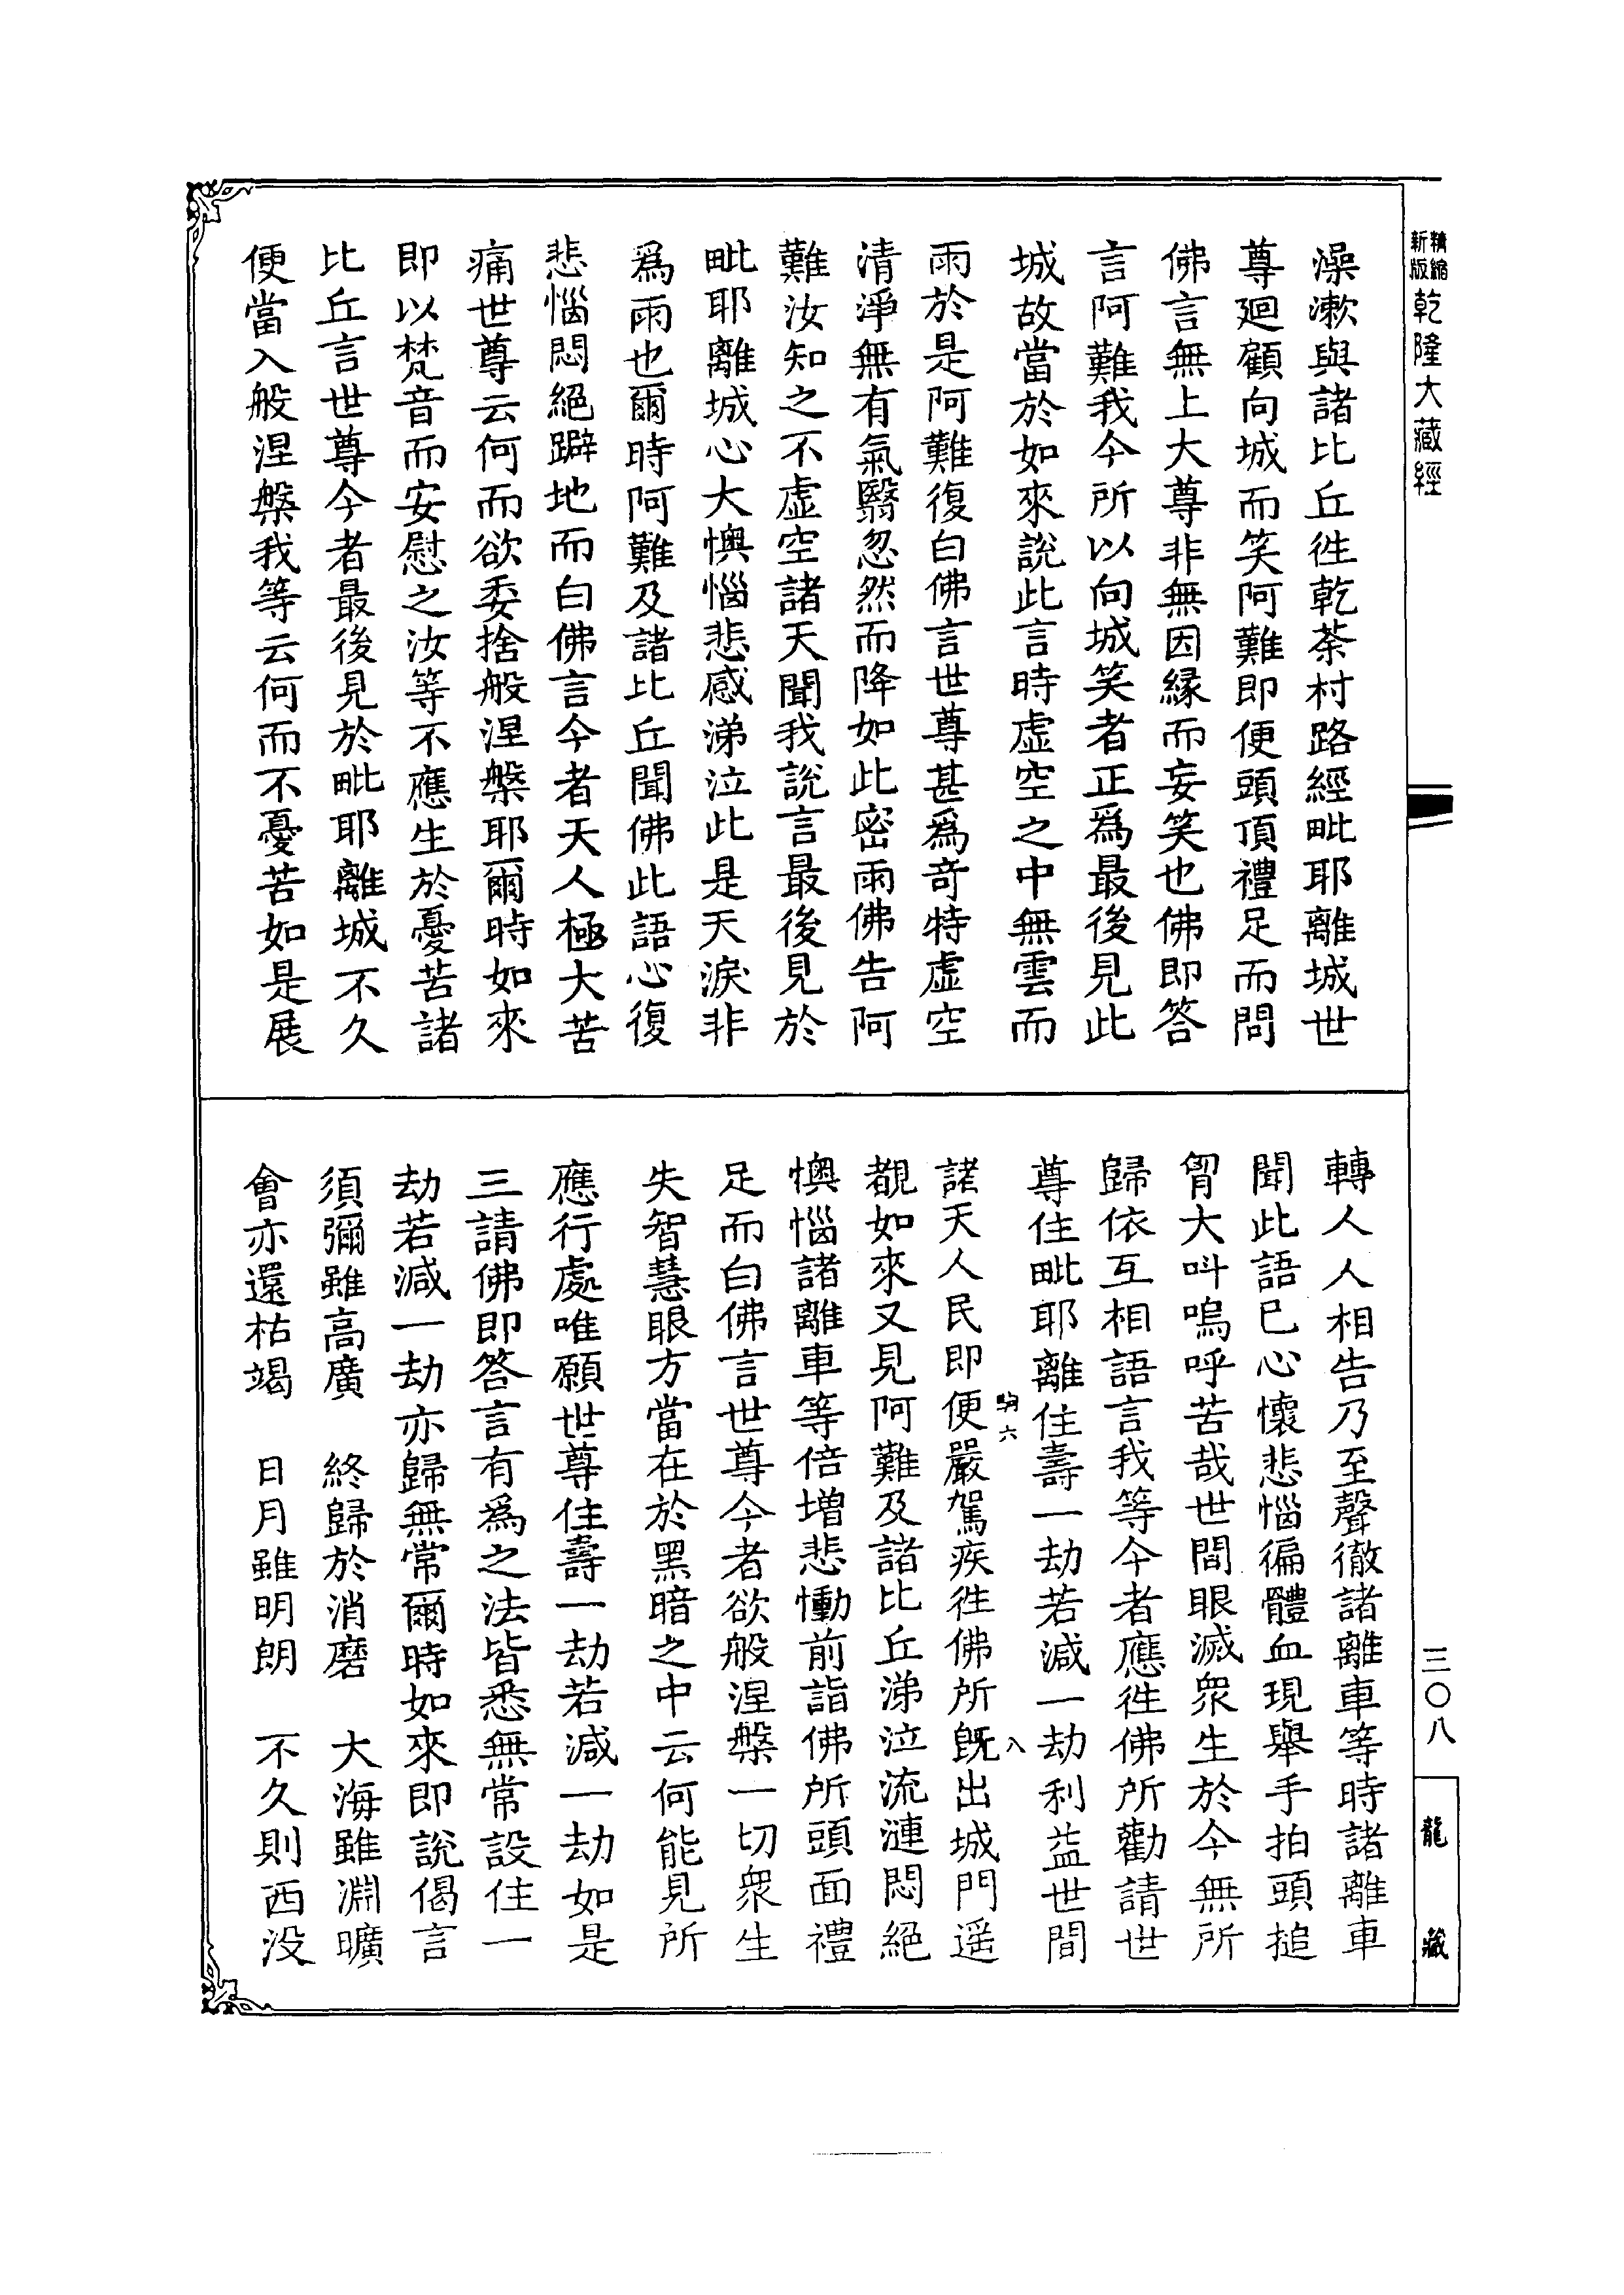 精縮新版乾隆大藏經
澡漱與諸比丘徃乾荼村路經毗耶離城世
尊廻顧向城而笑阿難即便頭頂禮足而問
佛言無上大尊非無因緣而妄笑也佛即答
言阿難我今所以向城笑者正爲最後見此
城故當於如來說此言時虛空之中無雲而
雨於是阿難復白佛言世尊甚爲奇特虛空
清淨無有氣翳忽然而降如此密雨佛告阿
難汝知之不虛空諸天聞我說言最後見於
毗耶離城心大懊惱悲感涕泣此是天淚非
爲雨也爾時阿難及諸比丘聞佛此語心復
悲惱悶絕躃地而白佛言今者天人極大苦
痛世尊云何而欲委捨般涅槃耶爾時如來
即以梵音而安慰之汝等不應生於憂苦諸
比丘言世尊今者最後見於毗耶離城不久
便當入般涅槃我等云何而不憂苦如是展
轉人人相告乃至聲徹諸離車等時諸離車
聞此語已心懷悲惱徧體血現舉手拍頭搥
胷大叫嗚呼苦哉世間眼滅衆生於今無所
歸依互相語言我等今者應徃佛所勸請世
尊住毗耶離住壽一劫若減一劫利益世間
六 八
諸天人民即便嚴駕疾徃佛所既出城門遥
覩如來又見阿難及諸比丘涕泣流漣悶絕
懊惱諸離車等倍增悲慟前詣佛所頭面禮
足而白佛言世尊今者欲般涅槃一切衆生
失智慧眼方當在於黑暗之中云何能見所
應行處唯願世尊住壽一劫若減一劫如是
三請佛即答言有爲之法皆悉無常設住一
劫若減一劫亦歸無常爾時如來即說偈言
須彌雖高廣 終歸於消磨 大海雖淵曠
會亦還枯竭 日月雖明朗 不久則西没
三〇八
龍藏